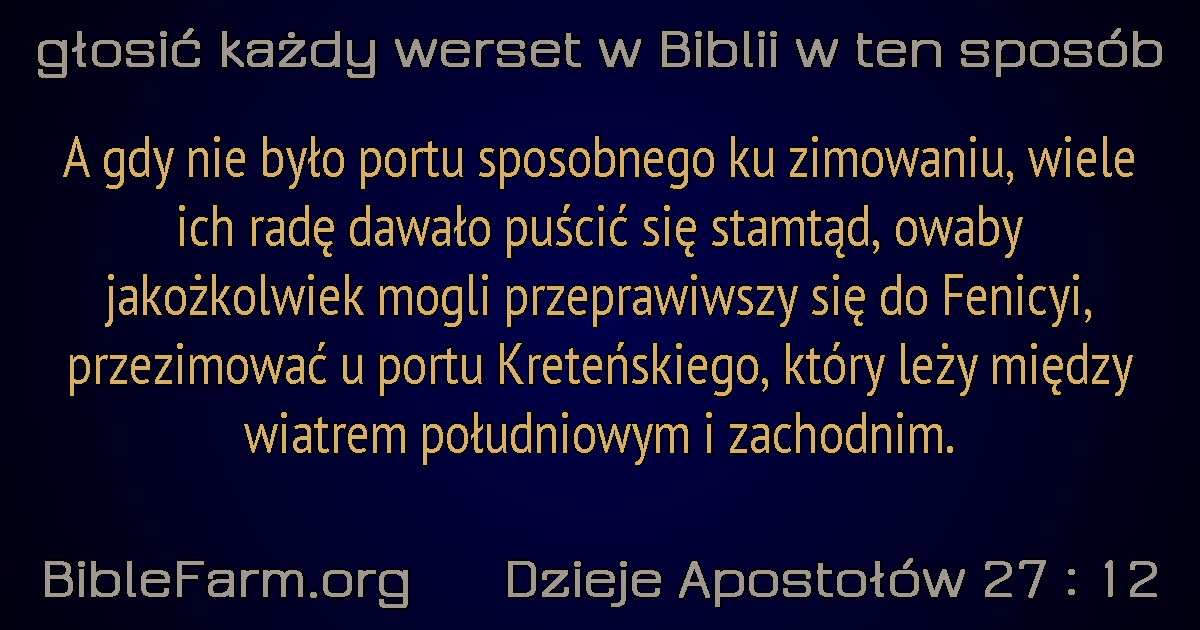 głosić każdy werset w Biblii w ten sposób
A gdy nie było portu sposobnego ku zimowaniu, wiele
ich radę dawało puścić się stamtąd, owaby
jakożkolwiek mogli przeprawiwszy się do Fenicyi,
przezimować u portu Kreteńskiego, który leży między
wiatrem południowym i zachodnim.
BibleFarm.org Dzieje Apostołów 27 : 12